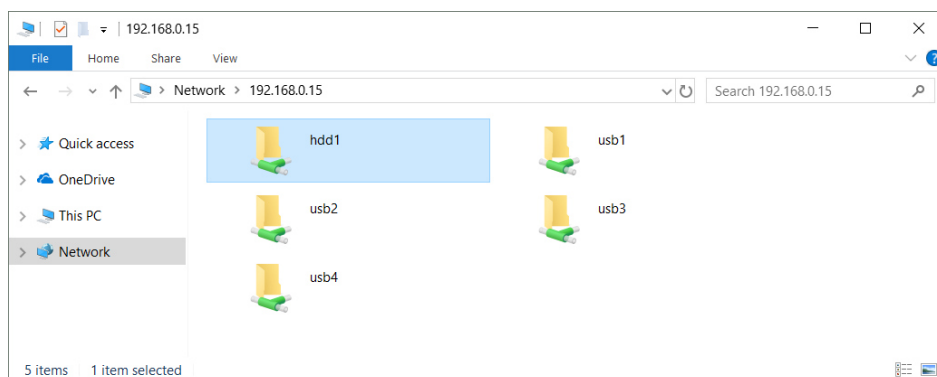 192.168.0.15
File Home Share View
Network > 192.168.0.15
Search 192.168.0.15
Quick access
OneDrive
This PC
Network
hdd1
usb1
usb2
usb3
usb4
5 items 1 item selected